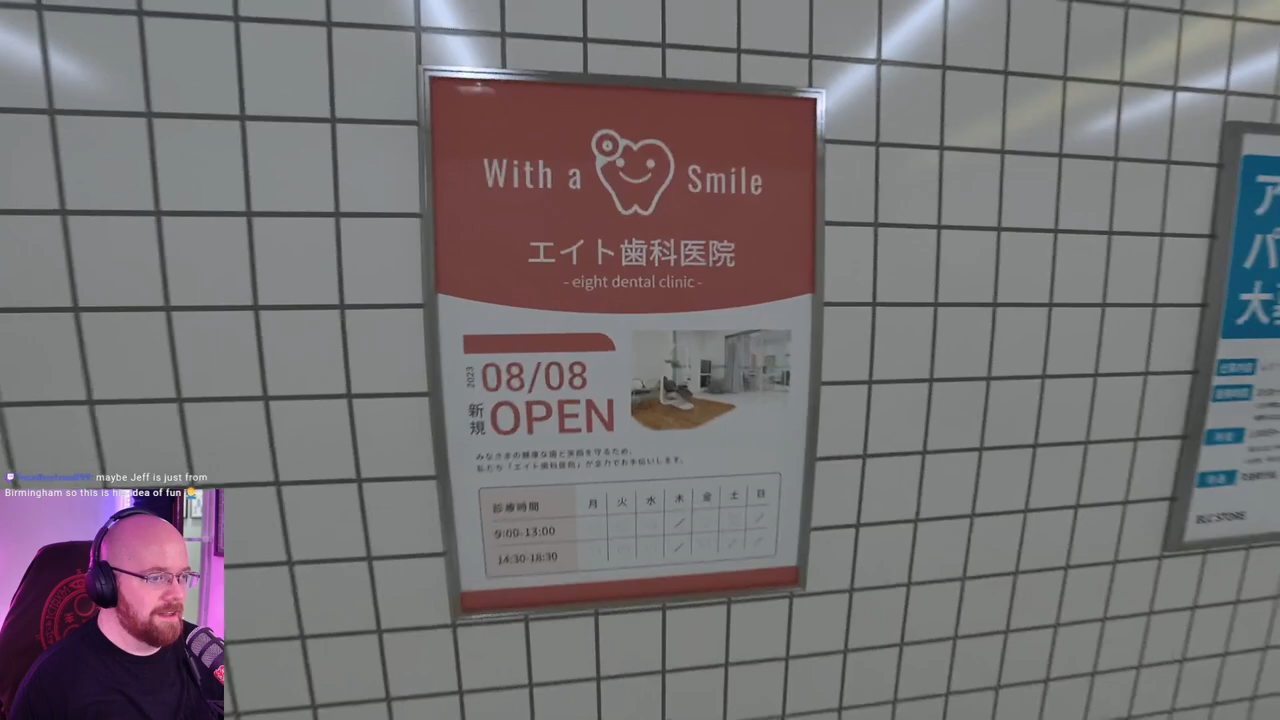 With a Smile
エイト歯科医院
- eight dental clinic -
2023
08/08
新規
OPEN
みなさまの健康な歯と笑顔を守るため、
私たち「エイト歯科医院」が全力でお手伝いします。
診療時間 月 火 水 木 金 土 日
9:00-13:00
14:30-18:30
maybe Jeff is just from
Birmingham so this is his idea of fun